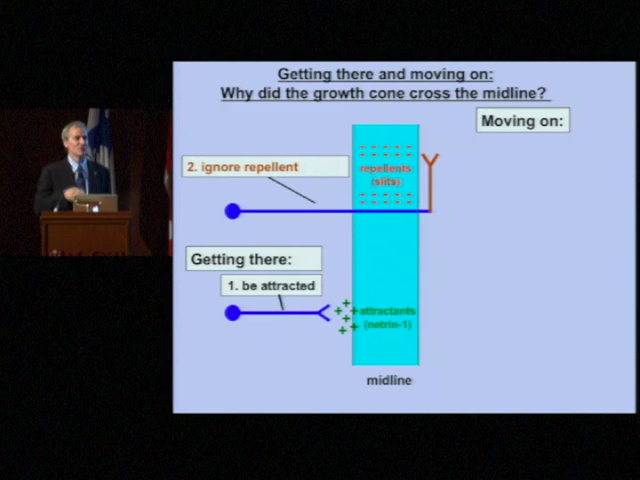 Getting there and moving on:
Why did the growth cone cross the midline?
Moving on:
2. ignore repellent
repellents
(slits)
Getting there:
1. be attracted
attractants
(netrin-1)
midline